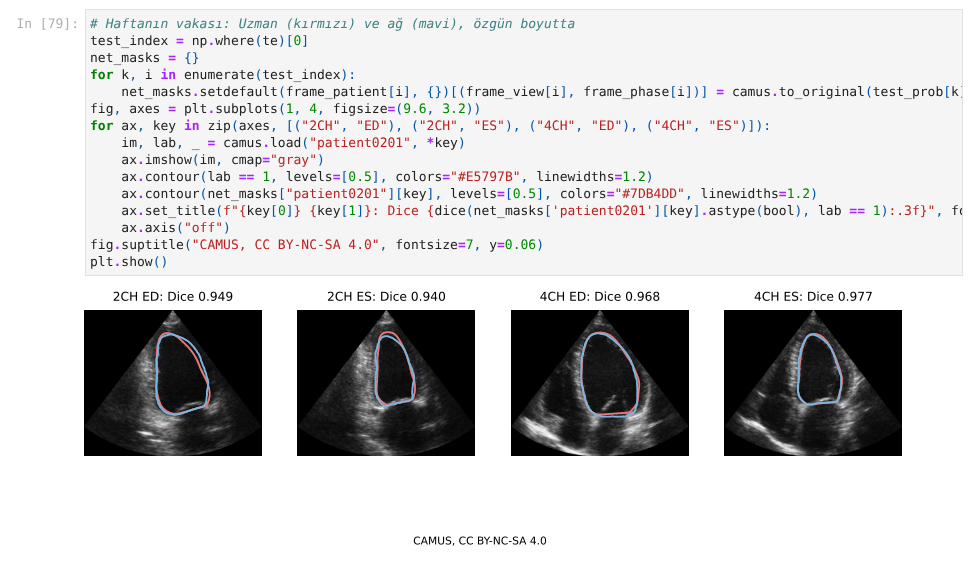 In [79]:
# Haftanın vakası: Uzman (kırmızı) ve ağ (mavi), özgün boyutta
test_index = np.where(te)[0]
net_masks = {}
for k, i in enumerate(test_index):
    net_masks.setdefault(frame_patient[i], {})[(frame_view[i], frame_phase[i])] = camus.to_original(test_prob[k]
fig, axes = plt.subplots(1, 4, figsize=(9.6, 3.2))
for ax, key in zip(axes, [("2CH", "ED"), ("2CH", "ES"), ("4CH", "ED"), ("4CH", "ES")]):
    im, lab, _ = camus.load("patient0201", *key)
    ax.imshow(im, cmap="gray")
    ax.contour(lab == 1, levels=[0.5], colors="#E5797B", linewidths=1.2)
    ax.contour(net_masks["patient0201"][key], levels=[0.5], colors="#7DB4DD", linewidths=1.2)
    ax.set_title(f"{key[0]} {key[1]}: Dice {dice(net_masks['patient0201'][key].astype(bool), lab == 1):.3f}", fo
    ax.axis("off")
fig.suptitle("CAMUS, CC BY-NC-SA 4.0", fontsize=7, y=0.06)
plt.show()
2CH ED: Dice 0.949
2CH ES: Dice 0.940
4CH ED: Dice 0.968
4CH ES: Dice 0.977
CAMUS, CC BY-NC-SA 4.0